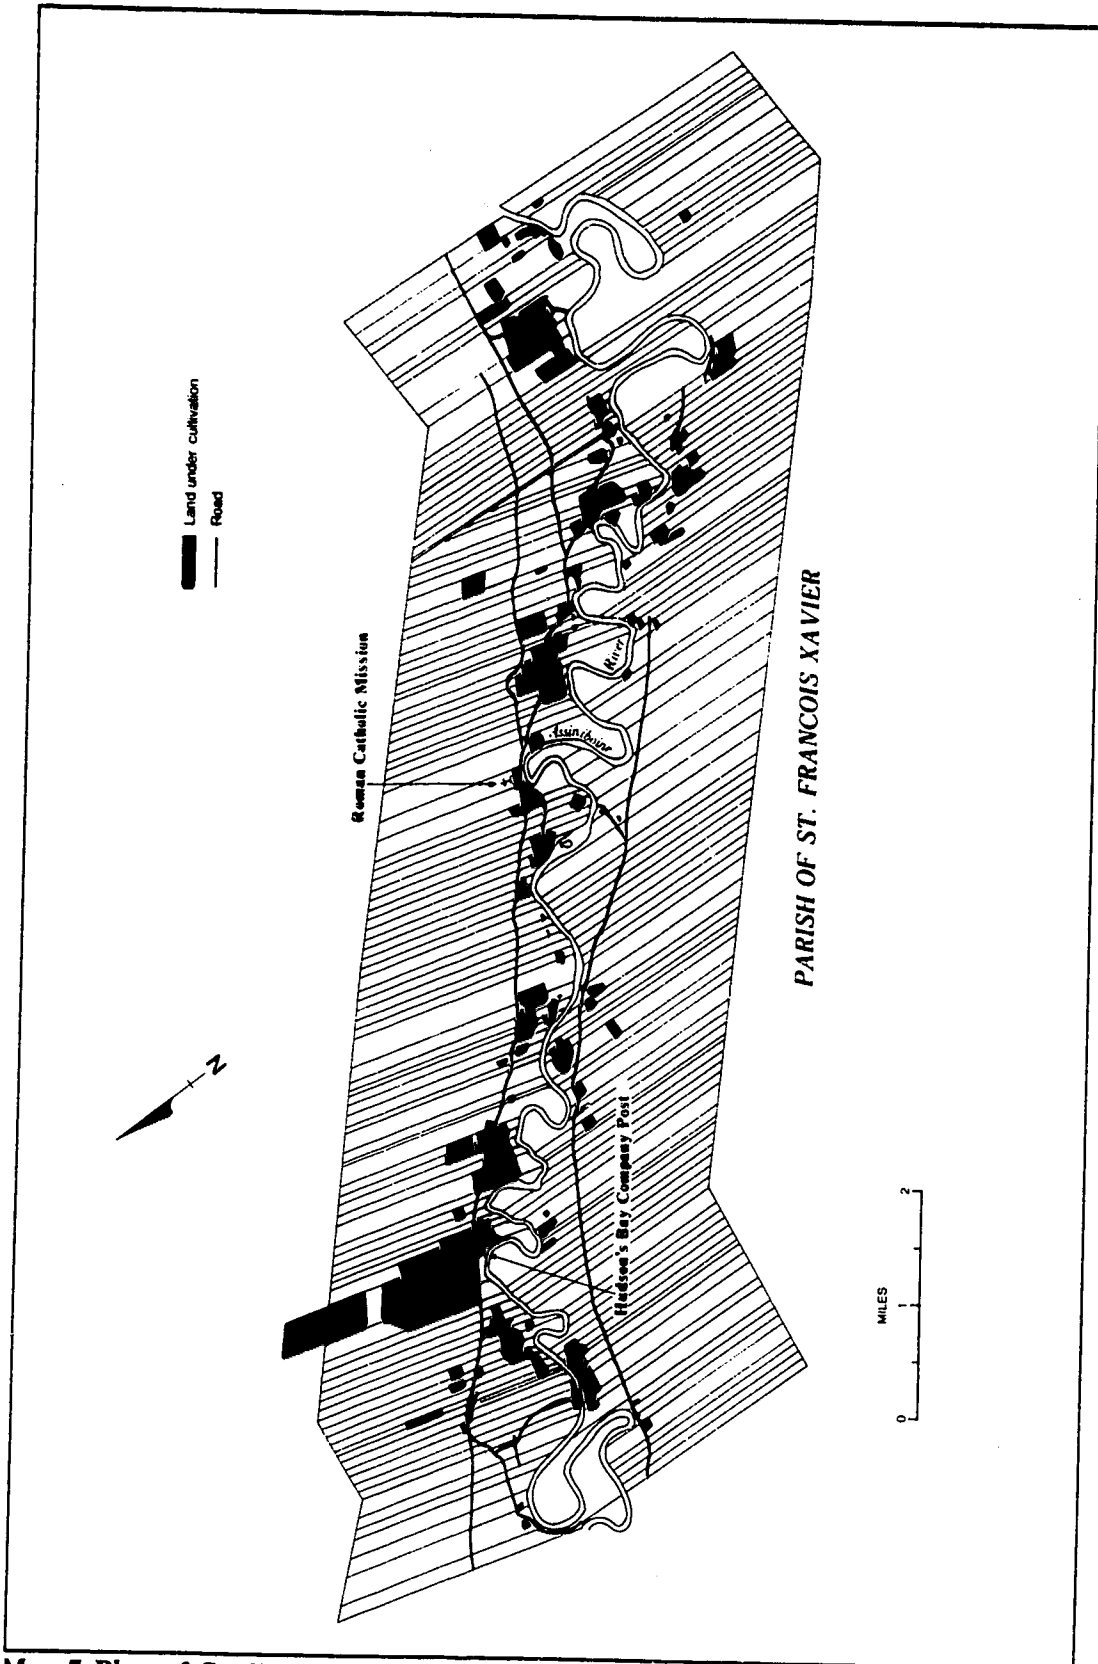 Land under cultivation
Road
Roman Catholic Mission
River
Assiniboine
PARISH OF ST. FRANCOIS XAVIER
N
Hudson's Bay Company Post
MILES
0 1 2